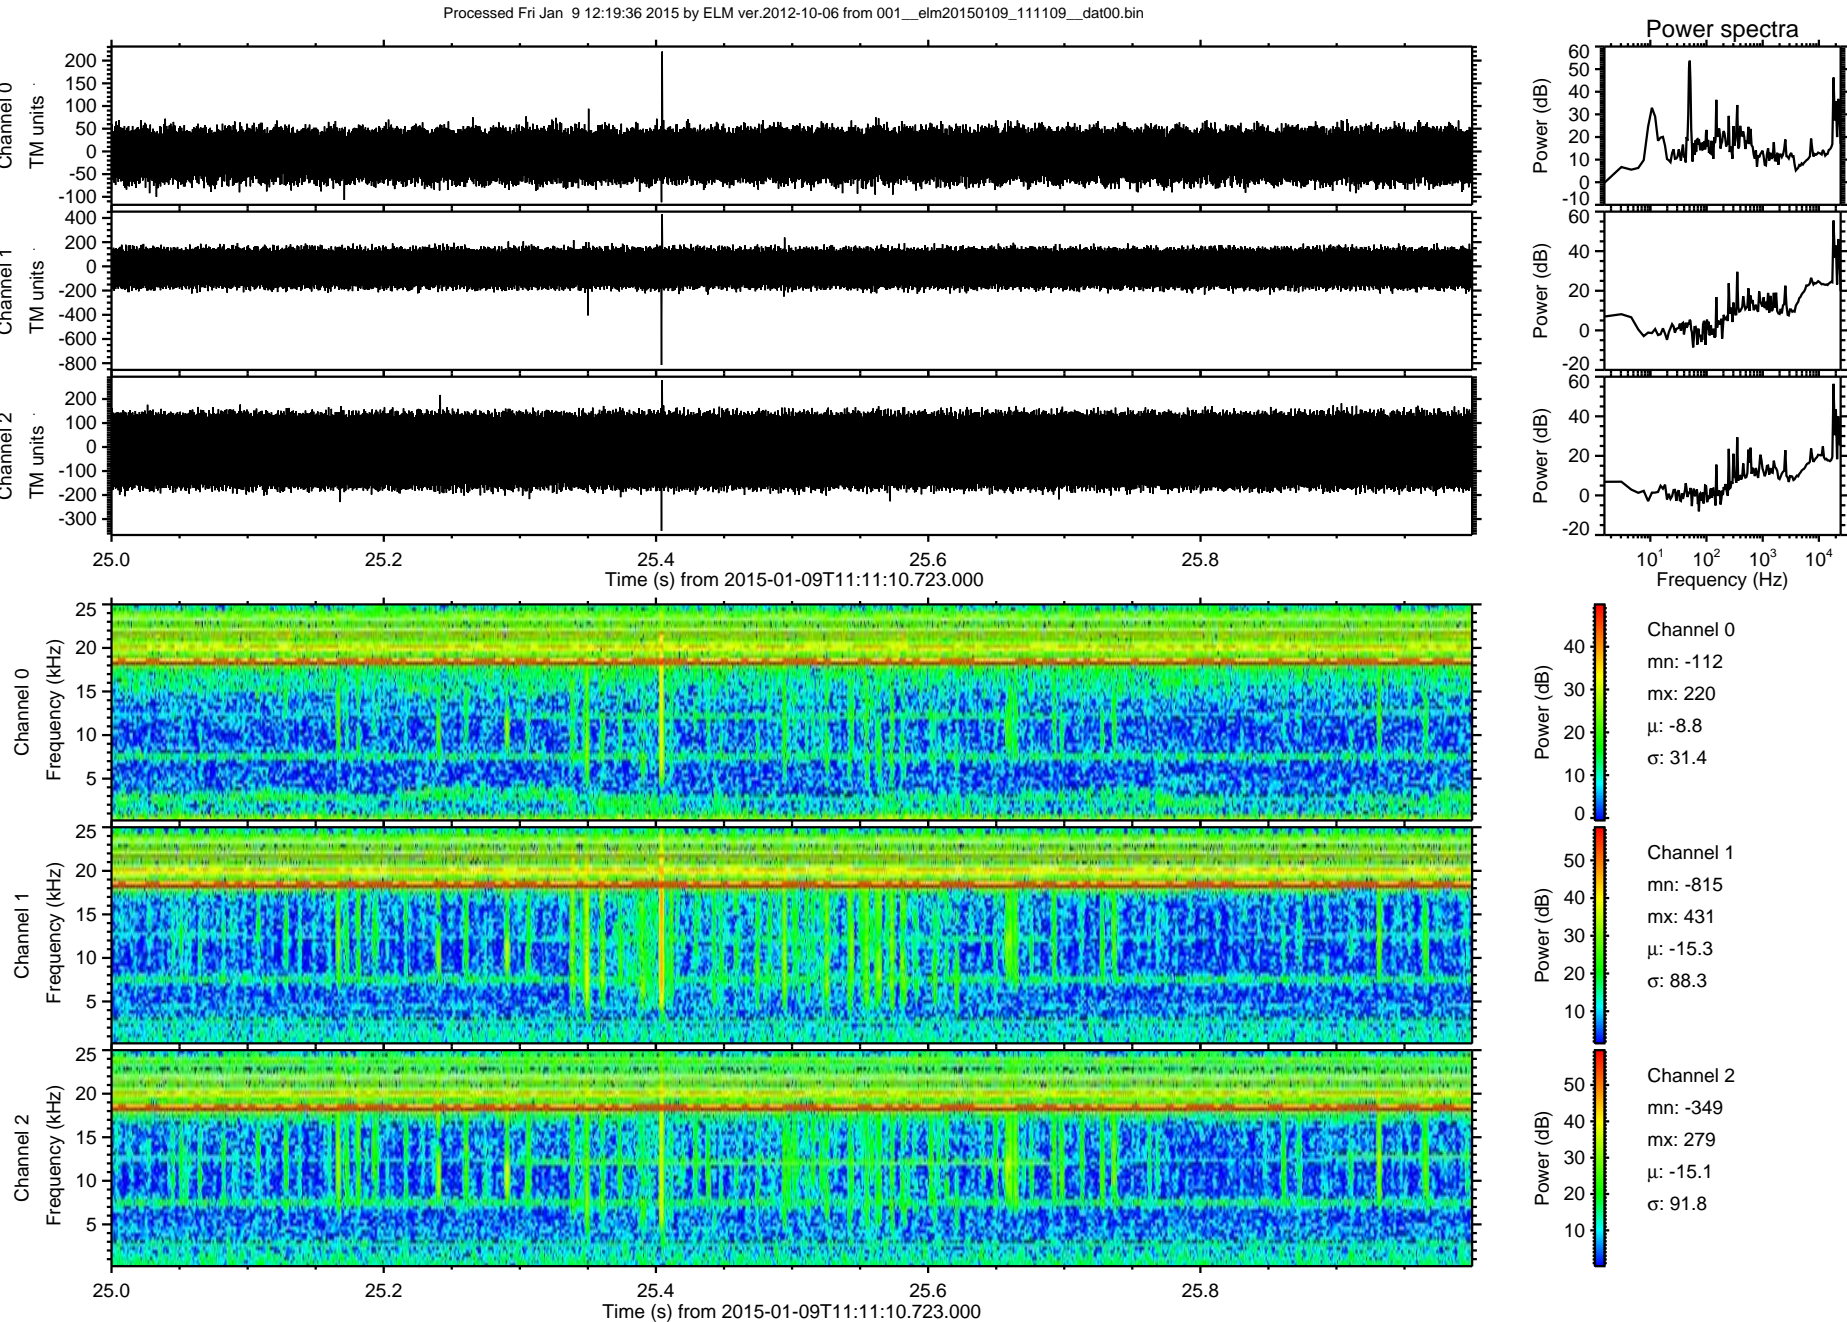 Processed Fri Jan  9 12:19:36 2015 by ELM ver.2012-10-06 from 001__elm20150109_111109__dat00.bin
Power spectra
Channel 0
TM units
200
150
100
50
0
-50
-100
Power (dB)
60
50
40
30
20
10
0
-10
Channel 1
TM units
400
200
0
-200
-400
-600
-800
Power (dB)
60
40
20
0
-20
Channel 2
TM units
200
100
0
-100
-200
-300
Power (dB)
60
40
20
0
-20
25.0 25.2 25.4 25.6 25.8
Time (s) from 2015-01-09T11:11:10.723.000
10^1 10^2 10^3 10^4
Frequency (Hz)
Channel 0
Frequency (kHz)
25
20
15
10
5
Power (dB)
40
30
20
10
0
Channel 0
mn: -112
mx: 220
μ: -8.8
σ: 31.4
Channel 1
Frequency (kHz)
25
20
15
10
5
Power (dB)
50
40
30
20
10
Channel 1
mn: -815
mx: 431
μ: -15.3
σ: 88.3
Channel 2
Frequency (kHz)
25
20
15
10
5
Power (dB)
50
40
30
20
10
Channel 2
mn: -349
mx: 279
μ: -15.1
σ: 91.8
25.0 25.2 25.4 25.6 25.8
Time (s) from 2015-01-09T11:11:10.723.000